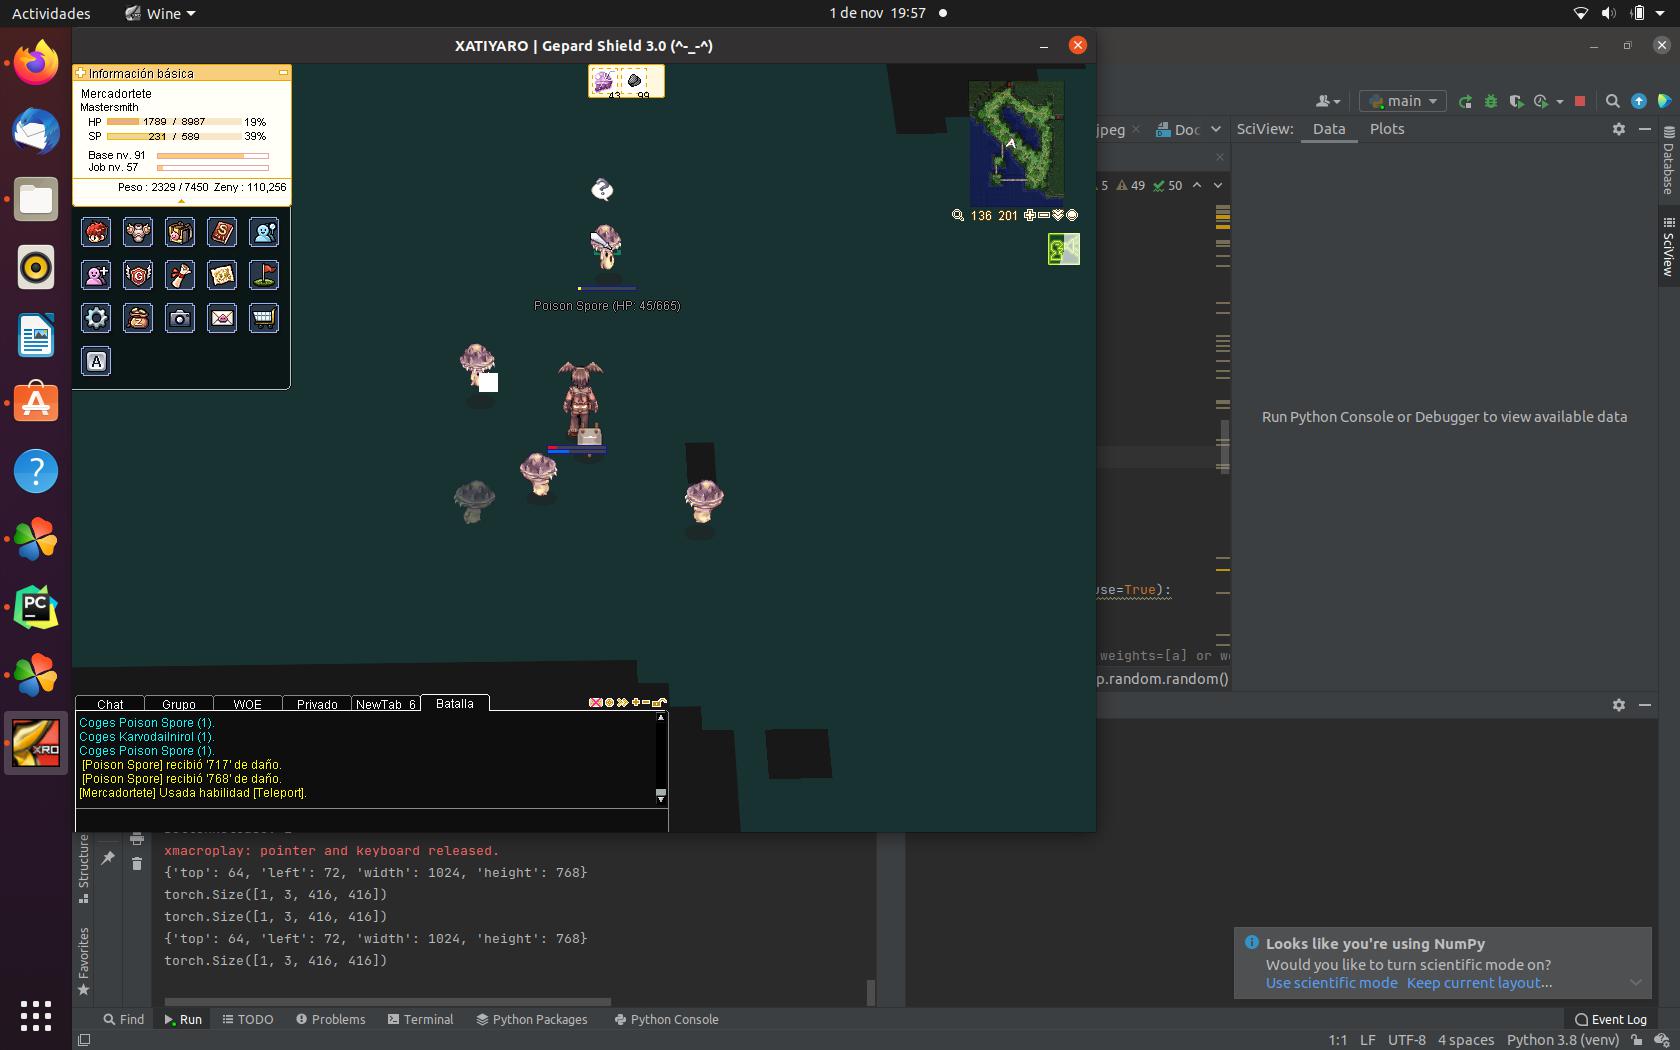 Actividades
Wine
1 de nov 19:57
XATIYARO | Gepard Shield 3.0 (^-_-^)
Información básica
Mercadortete
Mastersmith
HP 1789 / 8987 19%
SP 231 / 589 39%
Base nv. 91
Job nv. 57
Peso : 2329 / 7450 Zeny : 110,256
43 99
136 201
A
Poison Spore (HP: 45/665)
Chat Grupo WOE Privado NewTab 6 Batalla
Coges Poison Spore (1).
Coges Karvodailnirol (1).
Coges Poison Spore (1).
[Poison Spore] recibió '717' de daño.
[Poison Spore] recibió '768' de daño.
[Mercadortete] Usada habilidad [Teleport].
main
jpeg
Doc
SciView: Data Plots
5 49 50
Database
SciView
Run Python Console or Debugger to view available data
use=True):
weights=[a] or we
p.random.random()
PC
XRO
Structure
Favorites
xmacroplay: pointer and keyboard released.
{'top': 64, 'left': 72, 'width': 1024, 'height': 768}
torch.Size([1, 3, 416, 416])
torch.Size([1, 3, 416, 416])
{'top': 64, 'left': 72, 'width': 1024, 'height': 768}
torch.Size([1, 3, 416, 416])
Looks like you're using NumPy
Would you like to turn scientific mode on?
Use scientific mode Keep current layout...
Find Run TODO Problems Terminal Python Packages Python Console
Event Log
1:1 LF UTF-8 4 spaces Python 3.8 (venv)